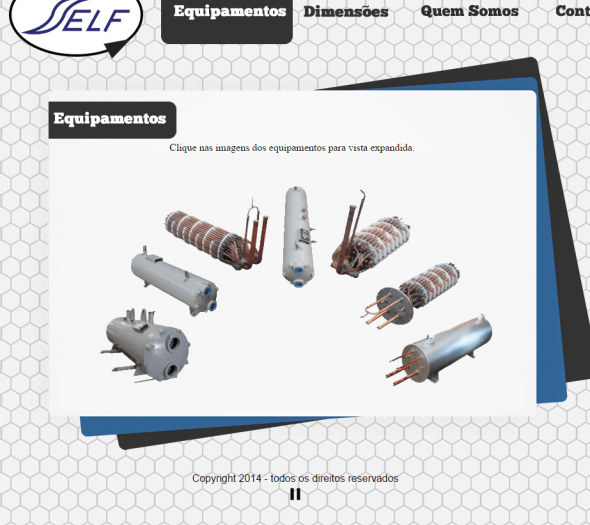 SELF
Equipamentos Dimensões Quem Somos Cont
Equipamentos
Clique nas imagens dos equipamentos para vista expandida.
Copyright 2014 - todos os direitos reservados